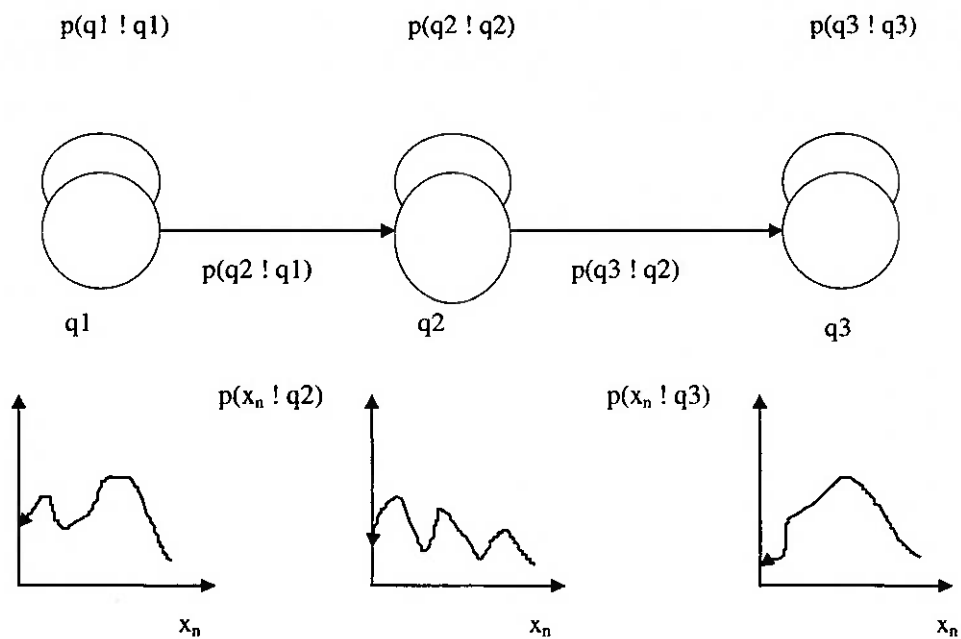 p(q1 ! q1) p(q2 ! q2) p(q3 ! q3)
p(q2 ! q1) p(q3 ! q2)
q1 q2 q3
p(xₙ ! q2) p(xₙ ! q3)
xₙ xₙ xₙ